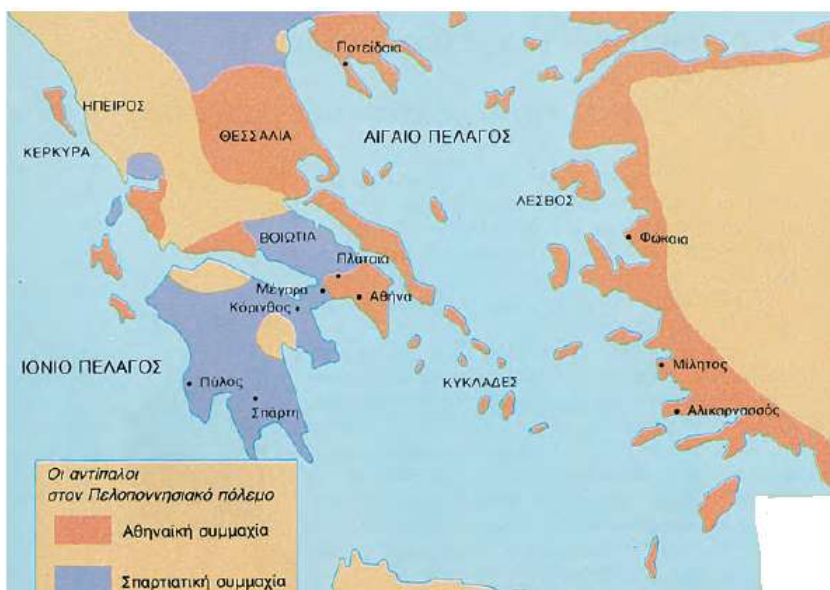 Ποτείδαια
ΗΠΕΙΡΟΣ
ΘΕΣΣΑΛΙΑ
ΑΙΓΑΙΟ ΠΕΛΑΓΟΣ
ΚΕΡΚΥΡΑ
ΛΕΣΒΟΣ
ΒΟΙΩΤΙΑ
Φώκαια
Πλάταια
Μέγαρα
Αθήνα
Κόρινθος
ΙΟΝΙΟ ΠΕΛΑΓΟΣ
Μίλητος
Πύλος
ΚΥΚΛΑΔΕΣ
Σπάρτη
Αλικαρνασσός
Οι αντίπαλοι
στον Πελοποννησιακό πόλεμο
Αθηναϊκή συμμαχία
Σπαρτιατική συμμαχία